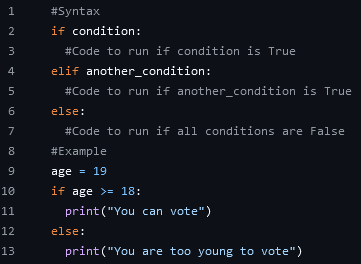 1 #Syntax
2 if condition:
3 #Code to run if condition is True
4 elif another_condition:
5 #Code to run if another_condition is True
6 else:
7 #Code to run if all conditions are False
8 #Example
9 age = 19
10 if age >= 18:
11 print("You can vote")
12 else:
13 print("You are too young to vote")